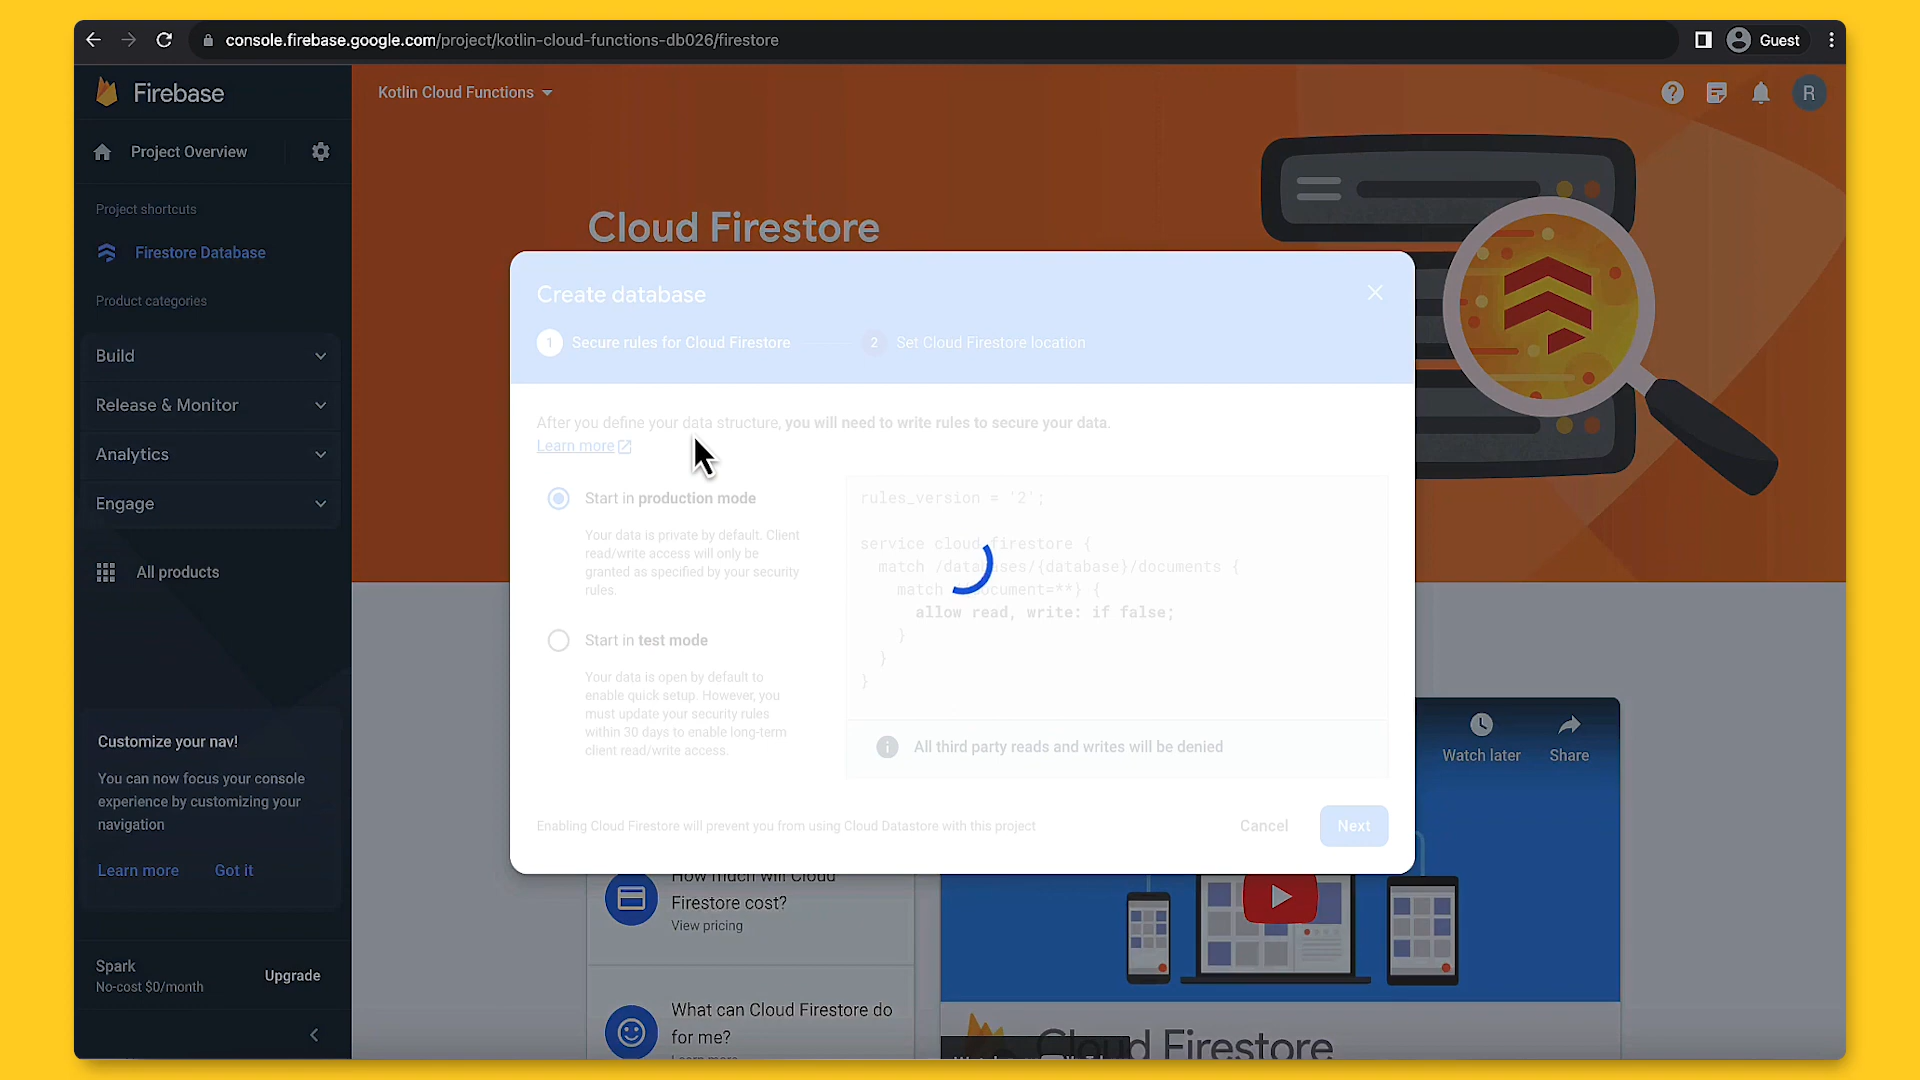 console.firebase.google.com/project/kotlin-cloud-functions-db026/firestore
Guest
Firebase
Kotlin Cloud Functions
R
Project Overview
Project shortcuts
Firestore Database
Product categories
Build
Release & Monitor
Analytics
Engage
All products
Customize your nav!
You can now focus your console
experience by customizing your
navigation
Learn more
Got it
Spark
No-cost $0/month
Upgrade
Cloud Firestore
Create database
1 Secure rules for Cloud Firestore
2 Set Cloud Firestore location
After you define your data structure, you will need to write rules to secure your data.
Learn more
Start in production mode
Your data is private by default. Client
read/write access will only be
granted as specified by your security
rules.
Start in test mode
Your data is open by default to
enable quick setup. However, you
must update your security rules
within 30 days to enable long-term
client read/write access.
rules_version = '2';
service cloud.firestore {
match /databases/{database}/documents {
match /{document=**} {
allow read, write: if false;
}
}
}
All third party reads and writes will be denied
Enabling Cloud Firestore will prevent you from using Cloud Datastore with this project
Cancel
Next
Watch later
Share
How much will Cloud
Firestore cost?
View pricing
What can Cloud Firestore do
for me?
Learn more
Cloud Firestore